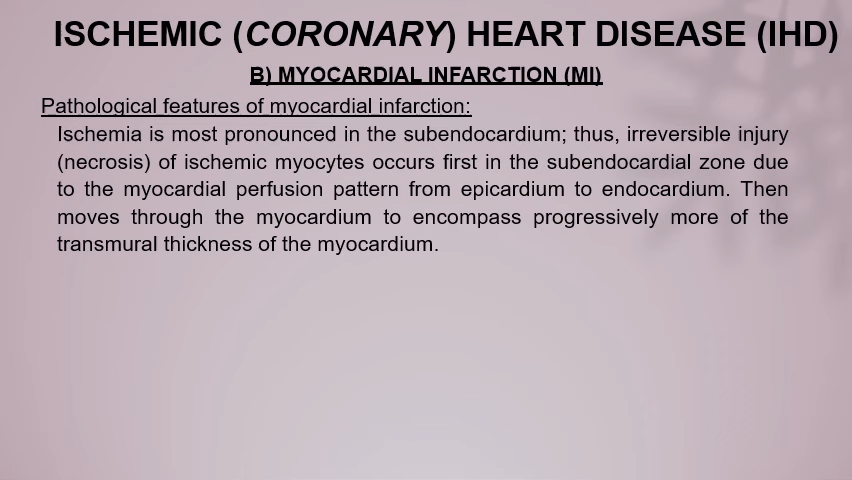 ISCHEMIC (CORONARY) HEART DISEASE (IHD)
B) MYOCARDIAL INFARCTION (MI)
Pathological features of myocardial infarction:
Ischemia is most pronounced in the subendocardium; thus, irreversible injury
(necrosis) of ischemic myocytes occurs first in the subendocardial zone due
to the myocardial perfusion pattern from epicardium to endocardium. Then
moves through the myocardium to encompass progressively more of the
transmural thickness of the myocardium.